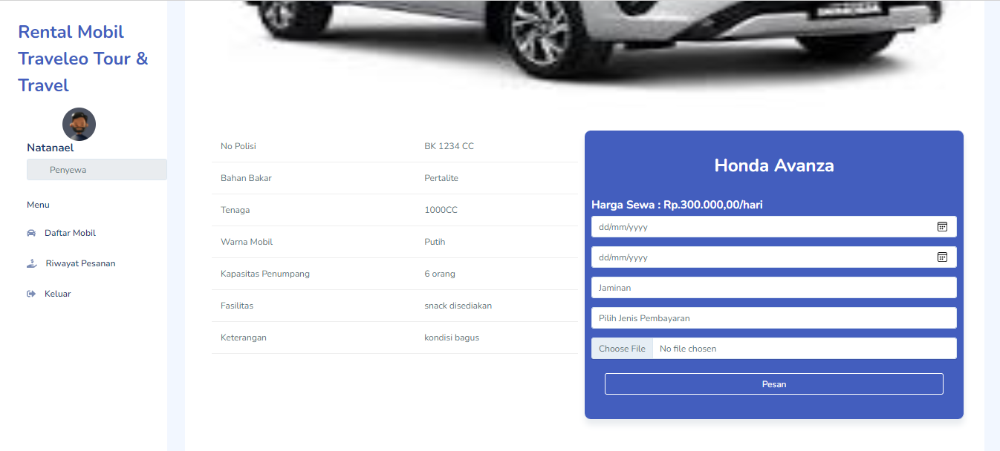 Rental Mobil
Traveleo Tour &
Travel
Natanael
Penyewa
Menu
Daftar Mobil
Riwayat Pesanan
Keluar
No Polisi BK 1234 CC
Bahan Bakar Pertalite
Tenaga 1000CC
Warna Mobil Putih
Kapasitas Penumpang 6 orang
Fasilitas snack disediakan
Keterangan kondisi bagus
Honda Avanza
Harga Sewa : Rp.300.000,00/hari
dd/mm/yyyy
dd/mm/yyyy
Jaminan
Pilih Jenis Pembayaran
Choose File No file chosen
Pesan